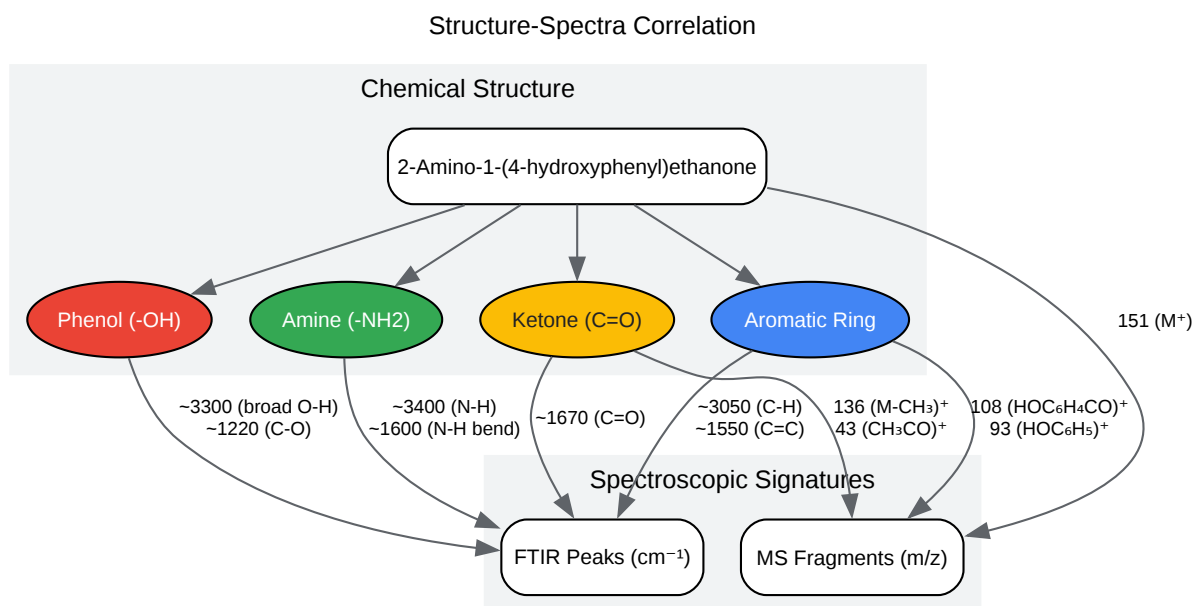 Structure-Spectra Correlation
Chemical Structure
2-Amino-1-(4-hydroxyphenyl)ethanone
Phenol (-OH)
Amine (-NH2)
Ketone (C=O)
Aromatic Ring
151 (M⁺)
~3300 (broad O-H)
~1220 (C-O)
~3400 (N-H)
~1600 (N-H bend)
~1670 (C=O)
~3050 (C-H)
~1550 (C=C)
136 (M-CH₃)⁺
43 (CH₃CO)⁺
108 (HOC₆H₄CO)⁺
93 (HOC₆H₅)⁺
Spectroscopic Signatures
FTIR Peaks (cm⁻¹)
MS Fragments (m/z)